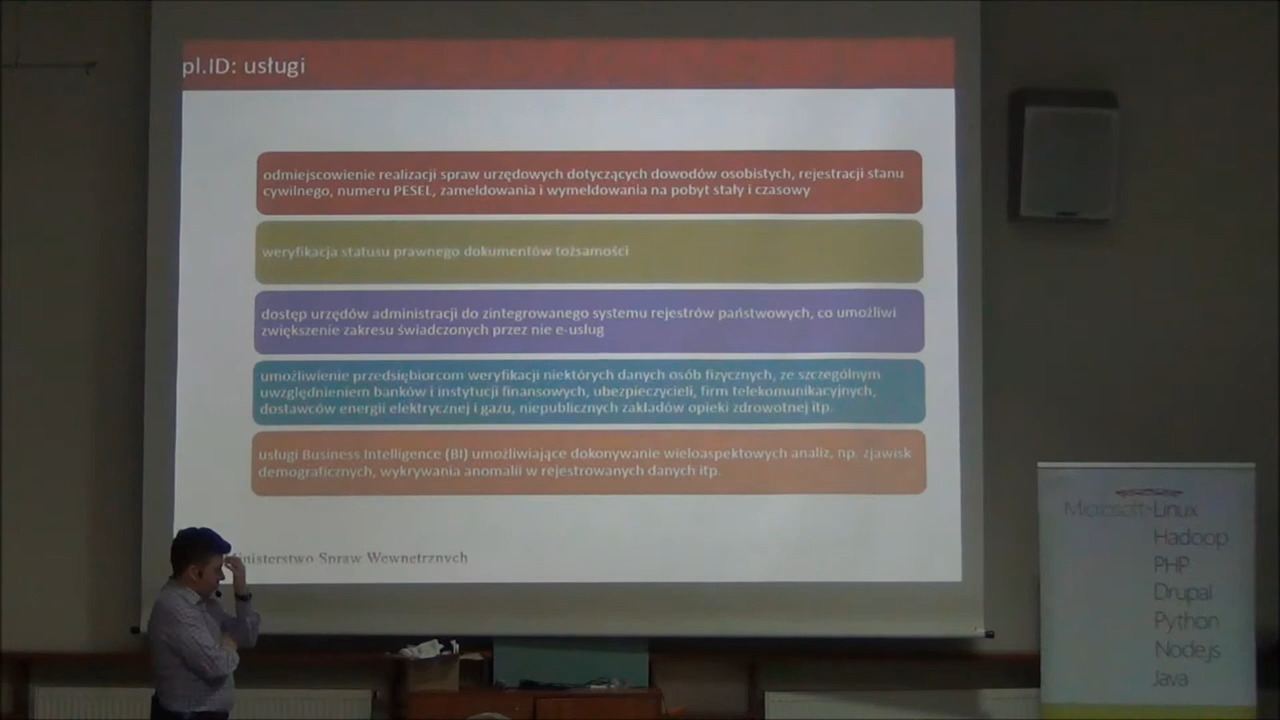 pl.ID: usługi
odmiejscowienie realizacji spraw urzędowych dotyczących dowodów osobistych, rejestracji stanu
cywilnego, numeru PESEL, zameldowania i wymeldowania na pobyt stały i czasowy
weryfikacja statusu prawnego dokumentów tożsamości
dostęp urzędów administracji do zintegrowanego systemu rejestrów państwowych, co umożliwi
zwiększenie zakresu świadczonych przez nie e-usług
umożliwienie przedsiębiorcom weryfikacji niektórych danych osób fizycznych, ze szczególnym
uwzględnieniem banków i instytucji finansowych, ubezpieczycieli, firm telekomunikacyjnych,
dostawców energii elektrycznej i gazu, niepublicznych zakładów opieki zdrowotnej itp.
usługi Business Intelligence (BI) umożliwiające dokonywanie wieloaspektowych analiz, np. zjawisk
demograficznych, wykrywania anomalii w rejestrowanych danych itp.
Ministerstwo Spraw Wewnętrznych
Microsoft+Linux
Hadoop
PHP
Drupal
Python
Node.js
Java